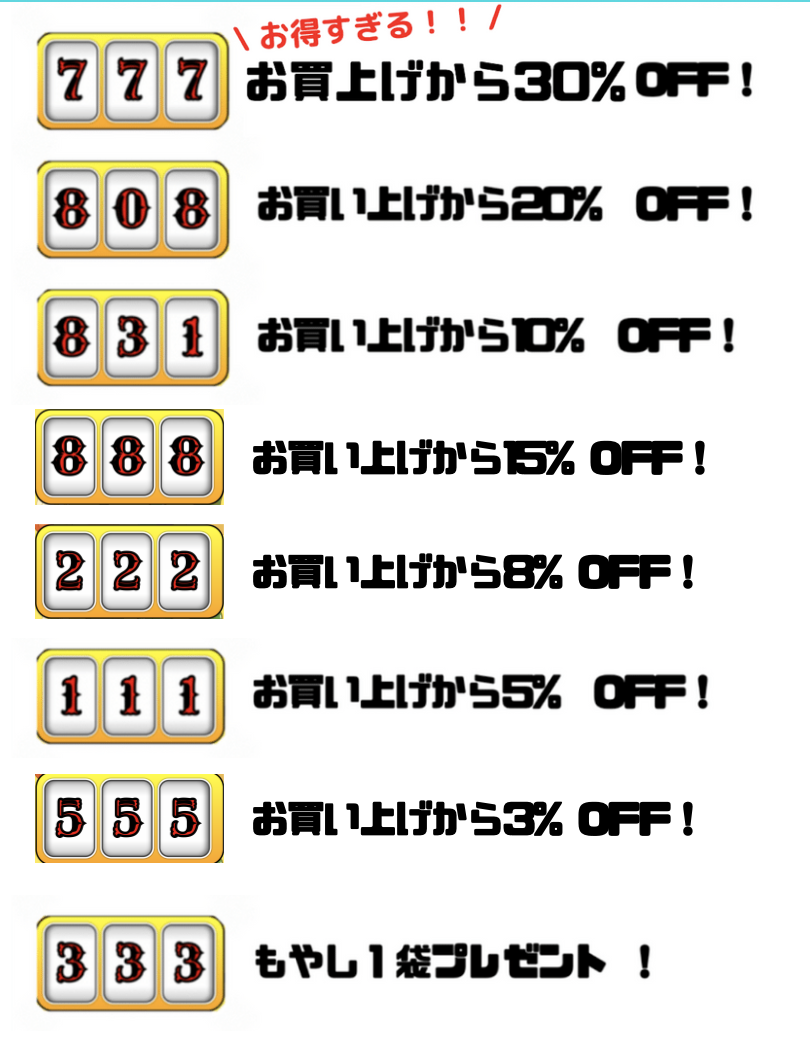 \ お得すぎる！！ /
777 お買上げから30% OFF！
808 お買い上げから20% OFF！
831 お買い上げから10% OFF！
888 お買い上げから15% OFF！
222 お買い上げから8% OFF！
111 お買い上げから5% OFF！
555 お買い上げから3% OFF！
333 もやし1袋プレゼント ！